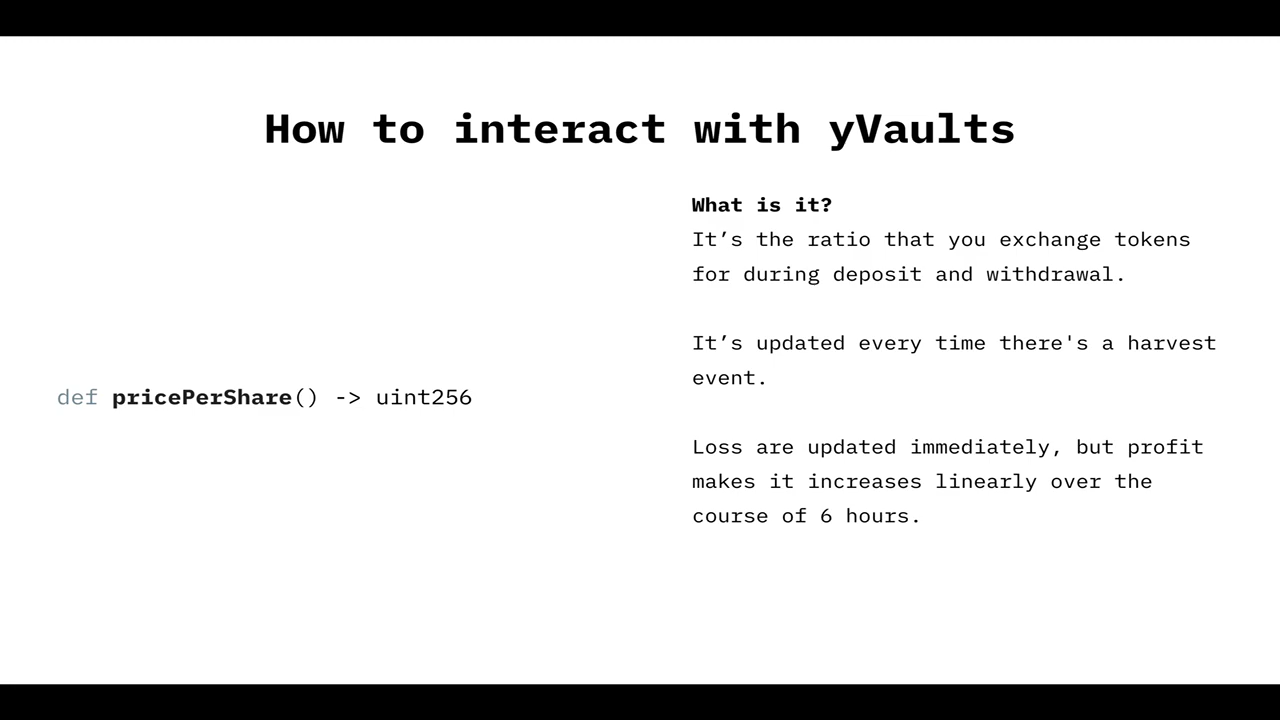 How to interact with yVaults
def pricePerShare() -> uint256
What is it?
It’s the ratio that you exchange tokens
for during deposit and withdrawal.
It’s updated every time there's a harvest
event.
Loss are updated immediately, but profit
makes it increases linearly over the
course of 6 hours.